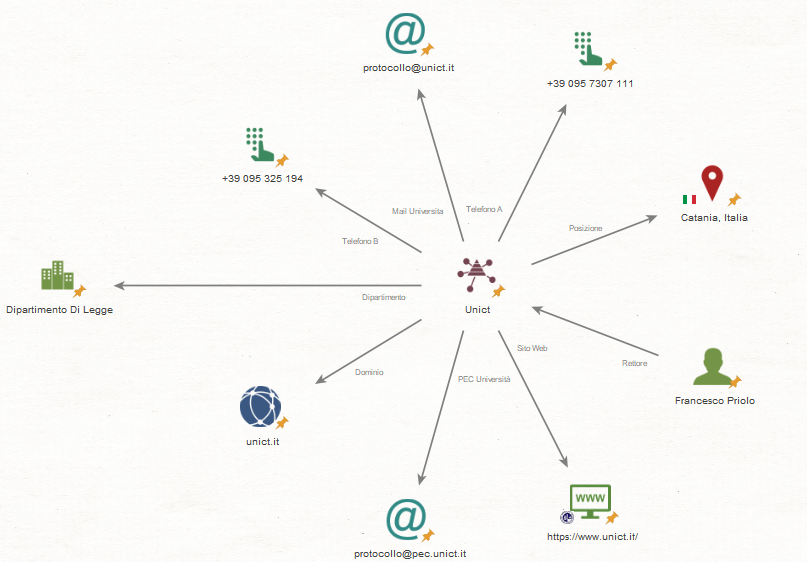 protocollo@unict.it
+39 095 7307 111
+39 095 325 194
Mail Universita
Telefono A
Catania, Italia
Posizione
Telefono B
Dipartimento Di Legge
Dipartimento
Unict
Sito Web
Rettore
Dominio
PEC Università
Francesco Priolo
unict.it
WWW
https://www.unict.it/
protocollo@pec.unict.it